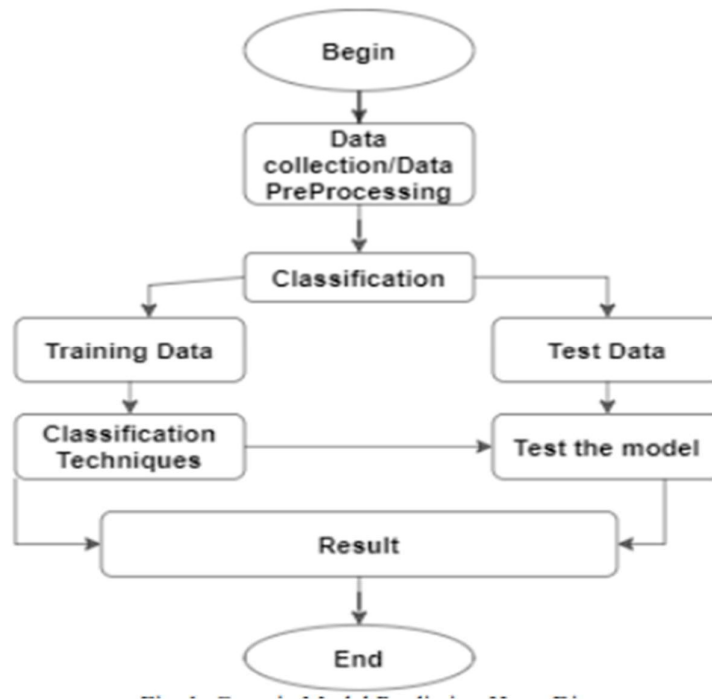 Begin
Data
collection/Data
PreProcessing
Classification
Training Data
Test Data
Classification
Techniques
Test the model
Result
End